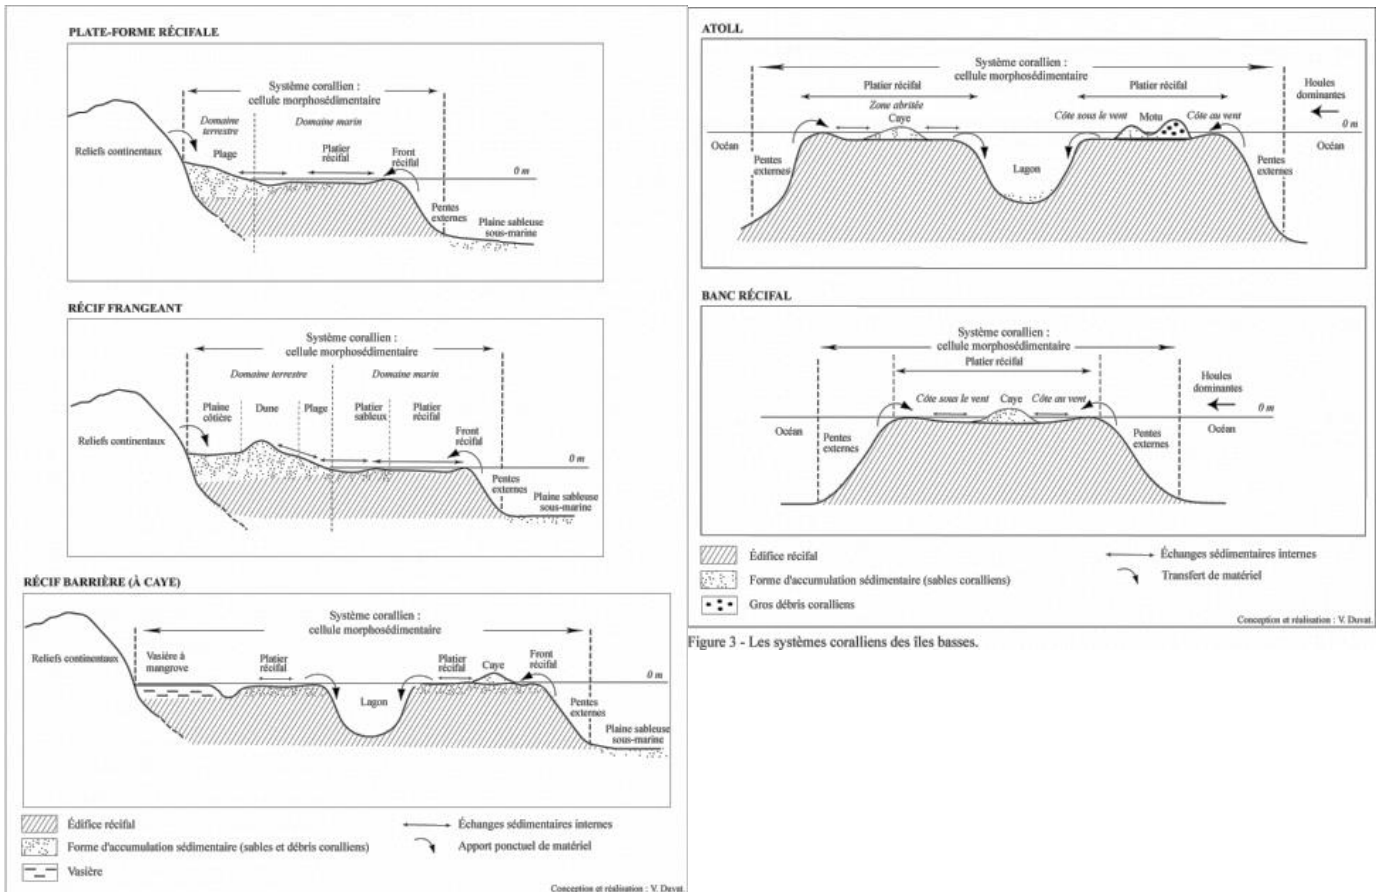 PLATE-FORME RÉCIFALE
Système corallien :
cellule morphosédimentaire
Domaine
terrestre
Domaine marin
Reliefs continentaux
Plage
Platier
récifal
Front
récifal
0 m
Pentes
externes
Plaine sableuse
sous-marine
RÉCIF FRANGEANT
Système corallien :
cellule morphosédimentaire
Domaine terrestre
Domaine marin
Plaine
côtière
Dune
Plage
Platier
sableux
Platier
récifal
Reliefs continentaux
Front
récifal
0 m
Pentes
externes
Plaine sableuse
sous-marine
RÉCIF BARRIÈRE (À CAYE)
Système corallien :
cellule morphosédimentaire
Reliefs continentaux
Vasière à
mangrove
Platier
récifal
Lagon
Platier
récifal
Caye
Front
récifal
0 m
Pentes
externes
Plaine sableuse
sous-marine
Édifice récifal
Échanges sédimentaires internes
Forme d'accumulation sédimentaire (sables et débris coralliens)
Apport ponctuel de matériel
Vasière
Conception et réalisation : V. Duvat.
ATOLL
Système corallien :
cellule morphosédimentaire
Platier récifal
Platier récifal
Houles
dominantes
Zone abritée
Caye
Côte sous le vent
Motu
Côte au vent
0 m
Océan
Pentes
externes
Lagon
Pentes
externes
Océan
BANC RÉCIFAL
Système corallien :
cellule morphosédimentaire
Platier récifal
Houles
dominantes
Côte sous le vent
Caye
Côte au vent
0 m
Océan
Pentes
externes
Pentes
externes
Océan
Édifice récifal
Échanges sédimentaires internes
Forme d'accumulation sédimentaire (sables coralliens)
Transfert de matériel
Gros débris coralliens
Conception et réalisation : V. Duvat.
Figure 3 - Les systèmes coralliens des îles basses.